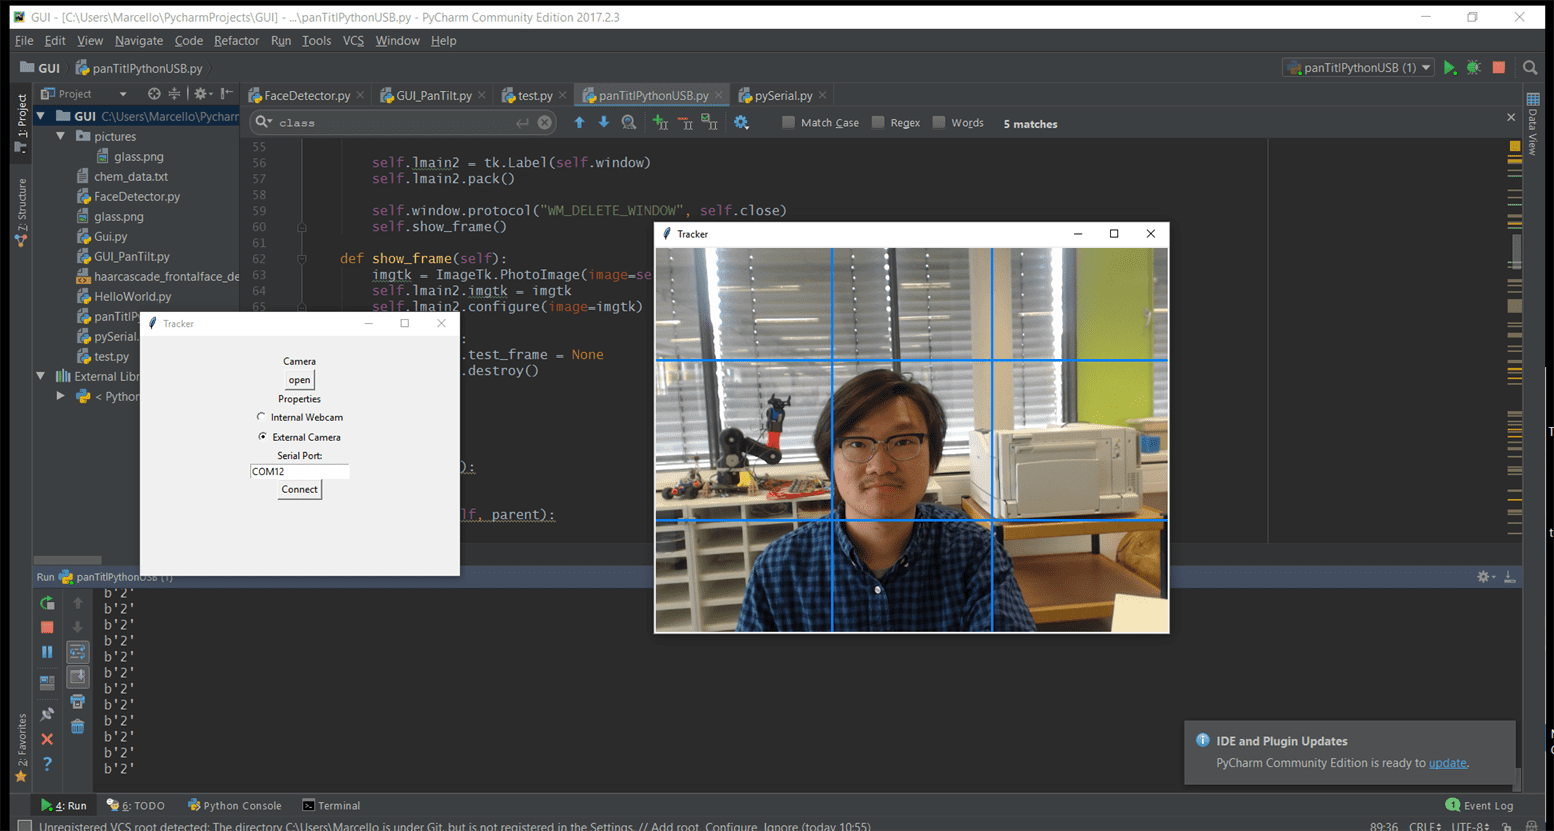 GUI - [C:\Users\Marcello\PycharmProjects\GUI] - ...\panTitlPythonUSB.py - PyCharm Community Edition 2017.2.3
File Edit View Navigate Code Refactor Run Tools VCS Window Help
GUI panTitlPythonUSB.py
panTitlPythonUSB (1)
Project
FaceDetector.py GUI_PanTilt.py test.py panTitlPythonUSB.py pySerial.py
1: Project
Z: Structure
2: Favorites
Data View
GUI C:\Users\Marcello\Pycharm
pictures
glass.png
chem_data.txt
FaceDetector.py
glass.png
Gui.py
GUI_PanTilt.py
haarcascade_frontalface_de
HelloWorld.py
panTitlPy
pySerial.
test.py
External Libr
< Python
class
Match Case Regex Words 5 matches
55
56 self.lmain2 = tk.Label(self.window)
57 self.lmain2.pack()
58
59 self.window.protocol("WM_DELETE_WINDOW", self.close)
60 self.show_frame()
61
62 def show_frame(self):
63 imgtk = ImageTk.PhotoImage(image=se
64 self.lmain2.imgtk = imgtk
65 self.lmain2.configure(image=imgtk)
:
.test_frame = None
.destroy()
):
lf, parent):
Tracker
Camera
open
Properties
Internal Webcam
External Camera
Serial Port:
COM12
Connect
Tracker
Run panTitlPythonUSB (1)
b'2'
b'2'
b'2'
b'2'
b'2'
b'2'
b'2'
b'2'
b'2'
b'2'
b'2'
b'2'
IDE and Plugin Updates
PyCharm Community Edition is ready to update.
4: Run 6: TODO Python Console Terminal
1 Event Log
Unregistered VCS root detected: The directory C:\Users\Marcello is under Git, but is not registered in the Settings. // Add root Configure Ignore (today 10:55)
89:36 CRLF UTF-8